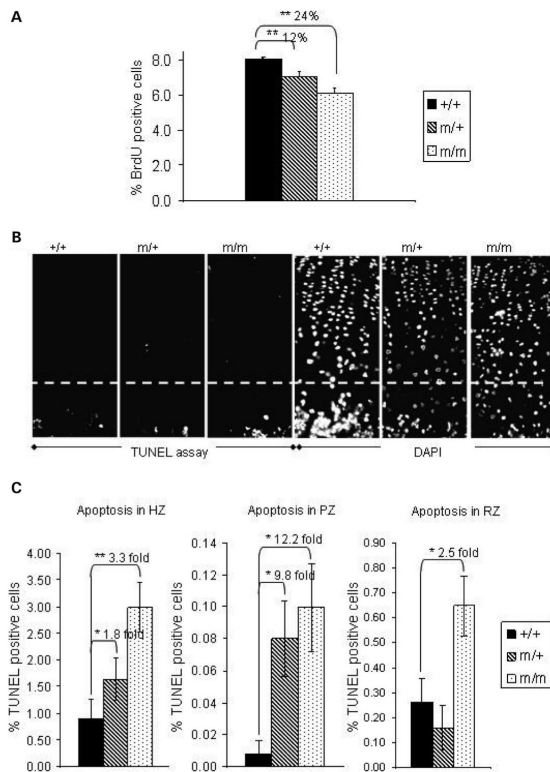 A
** 24%
** 12%
8.0
6.0
4.0
2.0
0.0
% BrdU positive cells
+/+
m/+
m/m
B
+/+ m/+ m/m +/+ m/+ m/m
TUNEL assay DAPI
C
Apoptosis in HZ
4.00
3.50
3.00
2.50
2.00
1.50
1.00
0.50
0.00
% TUNEL positive cells
** 3.3 fold
* 1.8 fold
Apoptosis in PZ
0.14
0.12
0.10
0.08
0.06
0.04
0.02
0.00
% TUNEL positive cells
* 12.2 fold
* 9.8 fold
Apoptosis in RZ
0.90
0.80
0.70
0.60
0.50
0.40
0.30
0.20
0.10
0.00
% TUNEL positive cells
* 2.5 fold
+/+
m/+
m/m